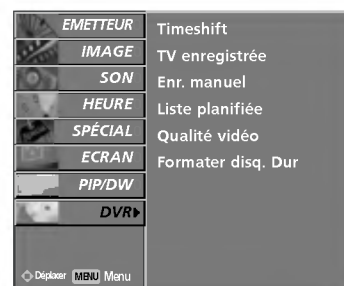 EMETTEUR
IMAGE
SON
HEURE
SPÉCIAL
ECRAN
PIP/DW
DVR
Déplacer MENU Menu
Timeshift
TV enregistrée
Enr. manuel
Liste planifiée
Qualité vidéo
Formater disq. Dur